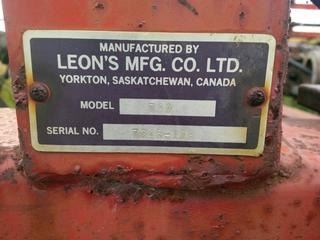 MANUFACTURED BY
LEON'S MFG. CO. LTD.
YORKTON, SASKATCHEWAN, CANADA
MODEL
SERIAL NO.